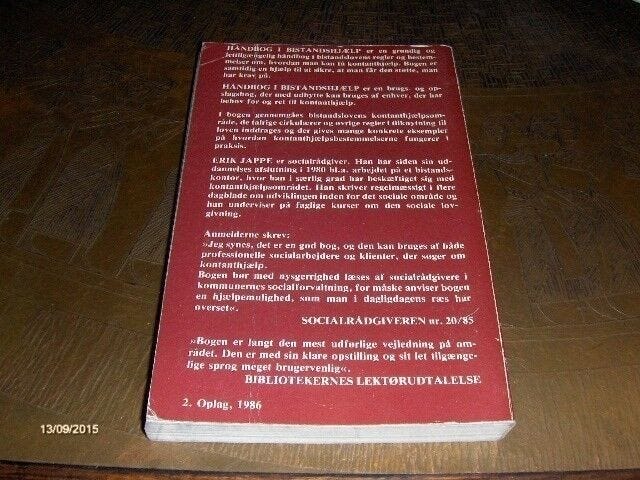 HÅNDBOG I BISTANDSHJÆLP er en grundig og
lettilgængelig håndbog i bistandslovens regler og bestem-
melser om, hvordan man kan få kontanthjælp. Bogen er
samtidig en hjælp til at sikre, at man får den støtte, man
har krav på.
HÅNDBOG I BISTANDSHJÆLP er en brugs- og op-
slagsbog, der med udbytte kan bruges af enhver, der har
behov for og ret til kontanthjælp.
I bogen gennemgåes bistandslovens kontanthjælpsom-
råde, de talrige cirkulærer og øvrige regler i tilknytning til
loven inddrages og der gives mange konkrete eksempler
på hvordan kontanthjælpsbestemmelserne fungerer i
praksis.
ERIK JAPPE er socialrådgiver. Han har siden sin ud-
dannelses afslutning i 1980 bl.a. arbejdet på et bistands-
kontor, hvor han i særlig grad har beskæftiget sig med
kontanthjælpsområdet. Han skriver regelmæssigt i flere
dagblade om udviklingen inden for det sociale område og
han underviser på faglige kurser om den sociale lov-
givning.
Anmelderne skrev:
»Jeg synes, det er en god bog, og den kan bruges af både
professionelle socialarbejdere og klienter, der søger om
kontanthjælp.
Bogen bør med nysgerrighed læses af socialrådgivere i
kommunernes socialforvaltning, for måske anviser bogen
en hjælpemulighed, som man i dagligdagens ræs har
overset«.
SOCIALRÅDGIVEREN nr. 20/85
»Bogen er langt den mest udførlige vejledning på om-
rådet. Den er med sin klare opstilling og sit let tilgænge-
lige sprog meget brugervenlig«.
BIBLIOTEKERNES LEKTØRUDTALELSE
2. Oplag, 1986
13/09/2015